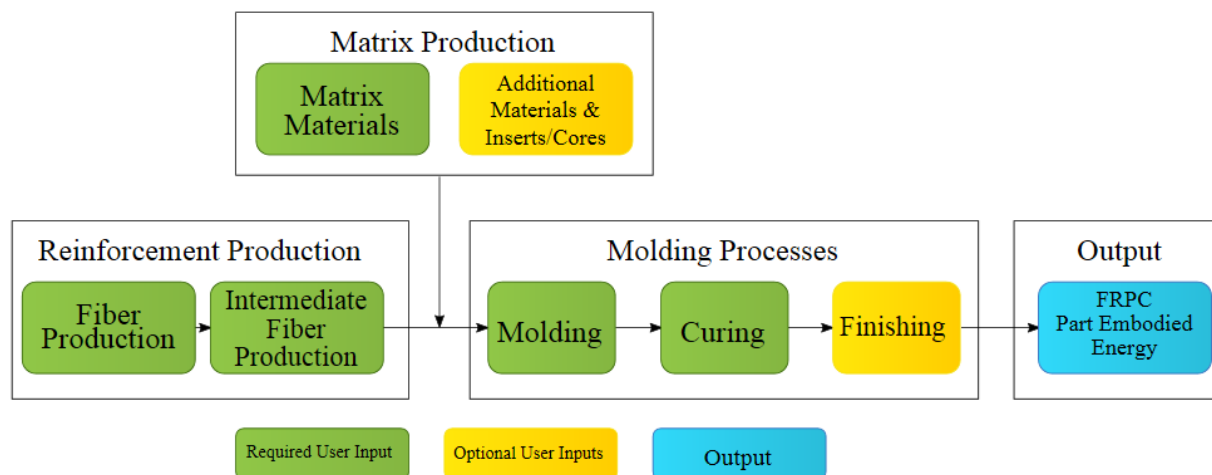 Matrix Production
Matrix
Materials
Additional
Materials &
Inserts/Cores
Reinforcement Production
Fiber
Production
Intermediate
Fiber
Production
Molding Processes
Molding
Curing
Finishing
Output
FRPC
Part Embodied
Energy
Required User Input
Optional User Inputs
Output